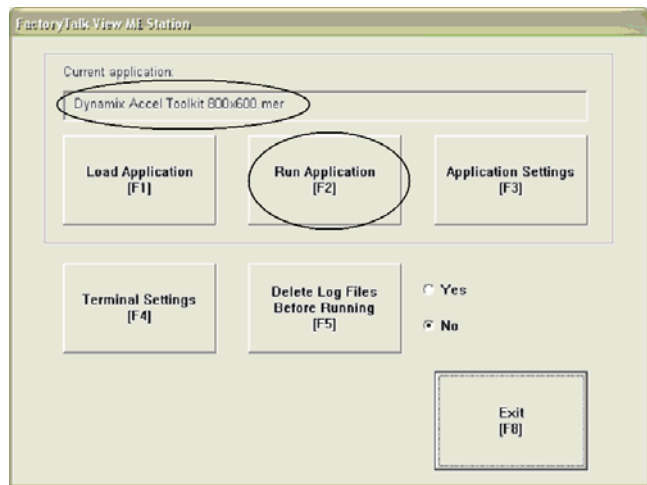 FactoryTalk View ME Station
Current application:
Dynamix Accel Toolkit 800x600.mer
Load Application
[F1]
Run Application
[F2]
Application Settings
[F3]
Terminal Settings
[F4]
Delete Log Files
Before Running
[F5]
Yes
No
Exit
[F8]